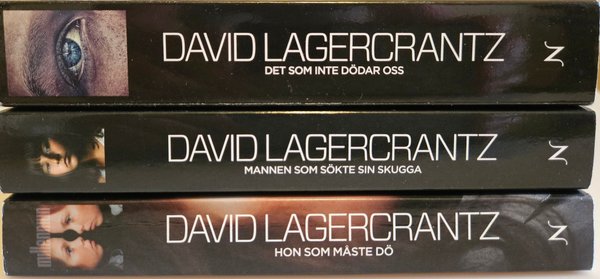 DAVID LAGERCRANTZ
DET SOM INTE DÖDAR OSS
N
DAVID LAGERCRANTZ
MANNEN SOM SÖKTE SIN SKUGGA
N
DAVID LAGERCRANTZ
HON SOM MÅSTE DÖ
N